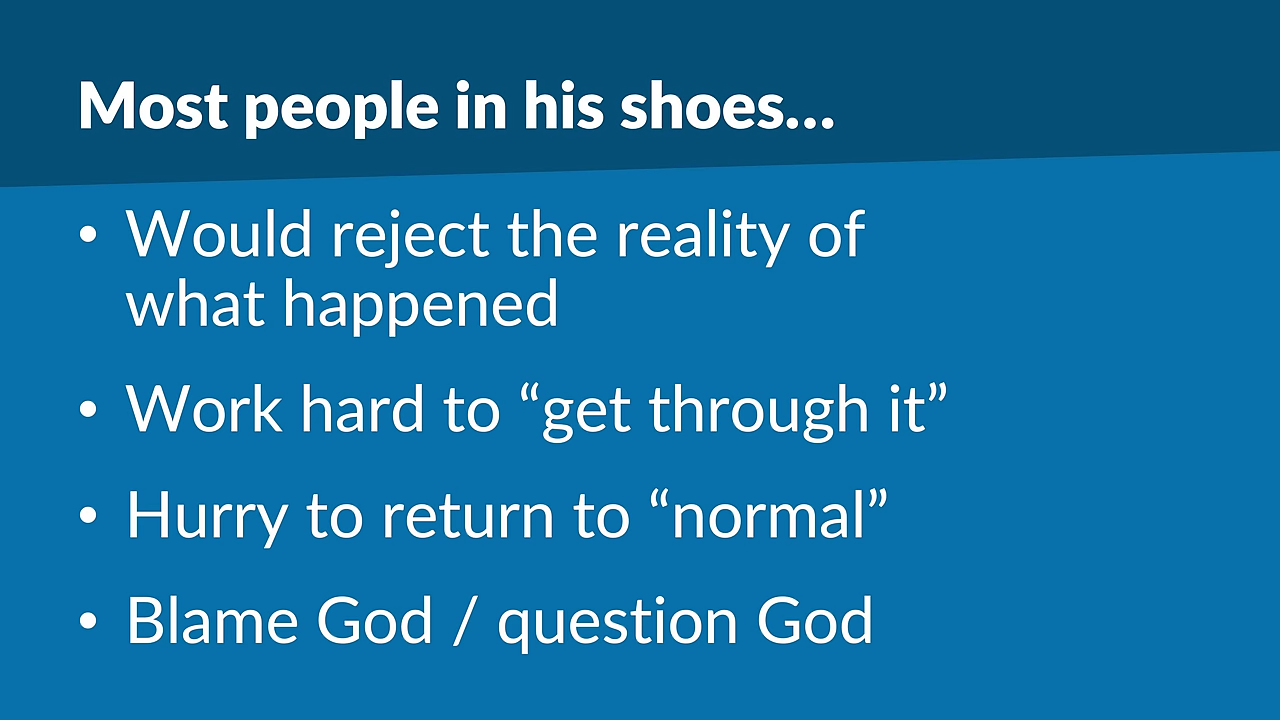 Most people in his shoes...
• Would reject the reality of
what happened
• Work hard to “get through it”
• Hurry to return to “normal”
• Blame God / question God